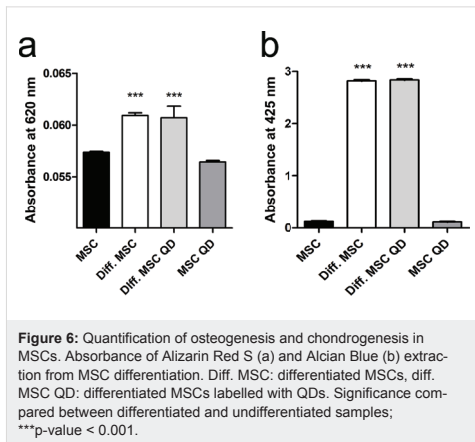 a
b
0.065
0.060
0.055
Absorbance at 620 nm
***
***
MSC
Diff. MSC
Diff. MSC QD
MSC QD
3
2
1
0
Absorbance at 425 nm
***
***
MSC
Diff. MSC
Diff. MSC QD
MSC QD
Figure 6: Quantification of osteogenesis and chondrogenesis in
MSCs. Absorbance of Alizarin Red S (a) and Alcian Blue (b) extrac-
tion from MSC differentiation. Diff. MSC: differentiated MSCs, diff.
MSC QD: differentiated MSCs labelled with QDs. Significance com-
pared between differentiated and undifferentiated samples;
***p-value < 0.001.